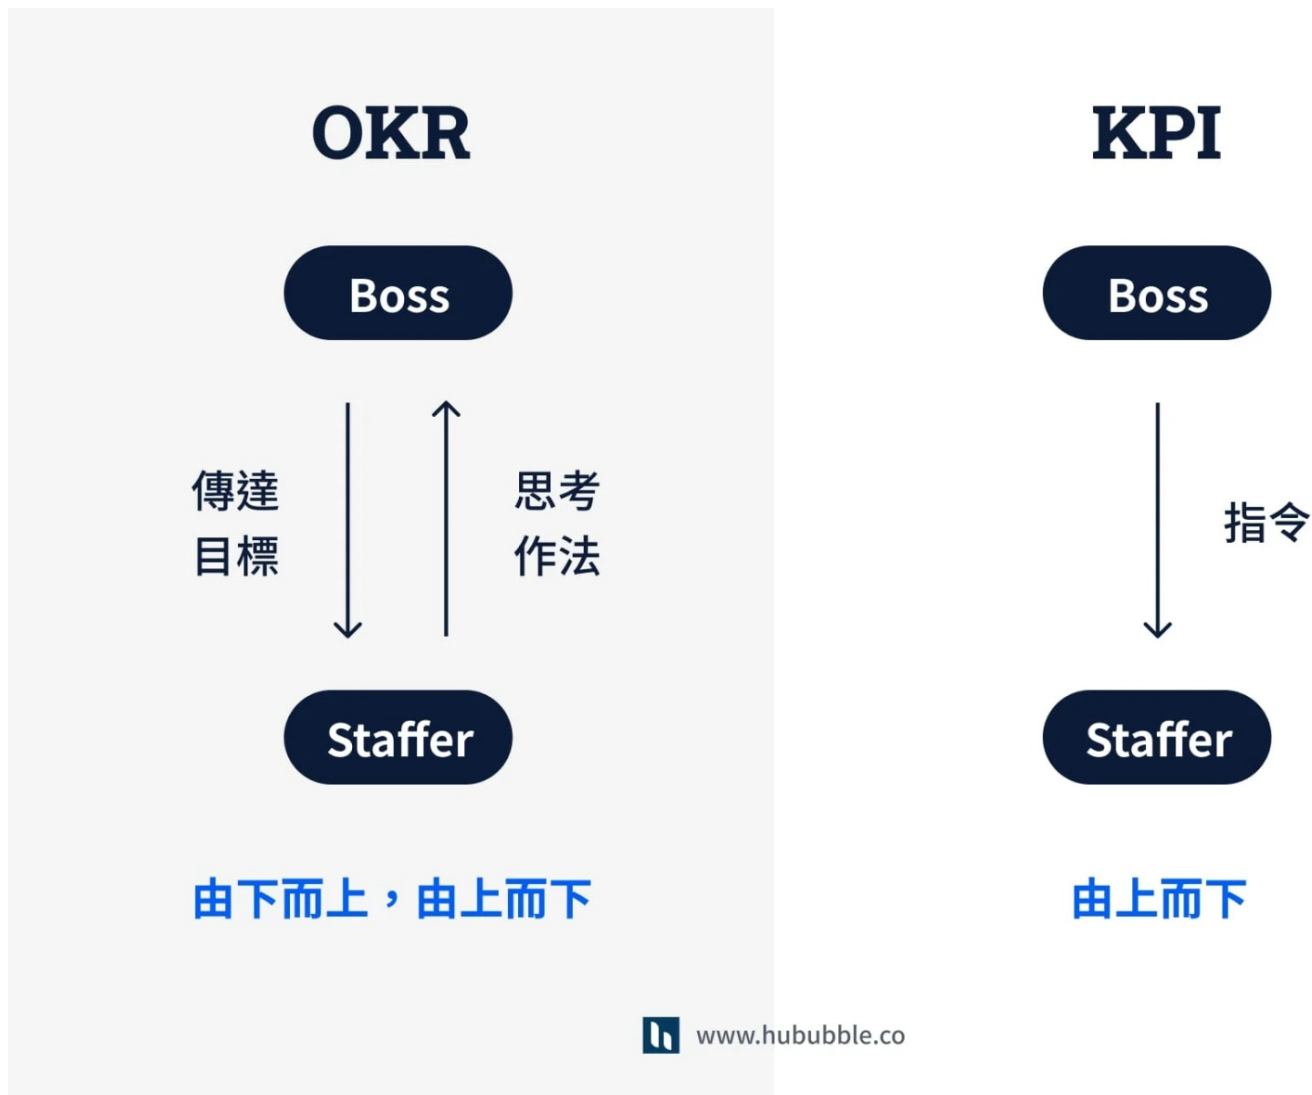 OKR
Boss
傳達
目標
思考
作法
Staffer
由下而上，由上而下
KPI
Boss
指令
Staffer
由上而下
www.hububble.co